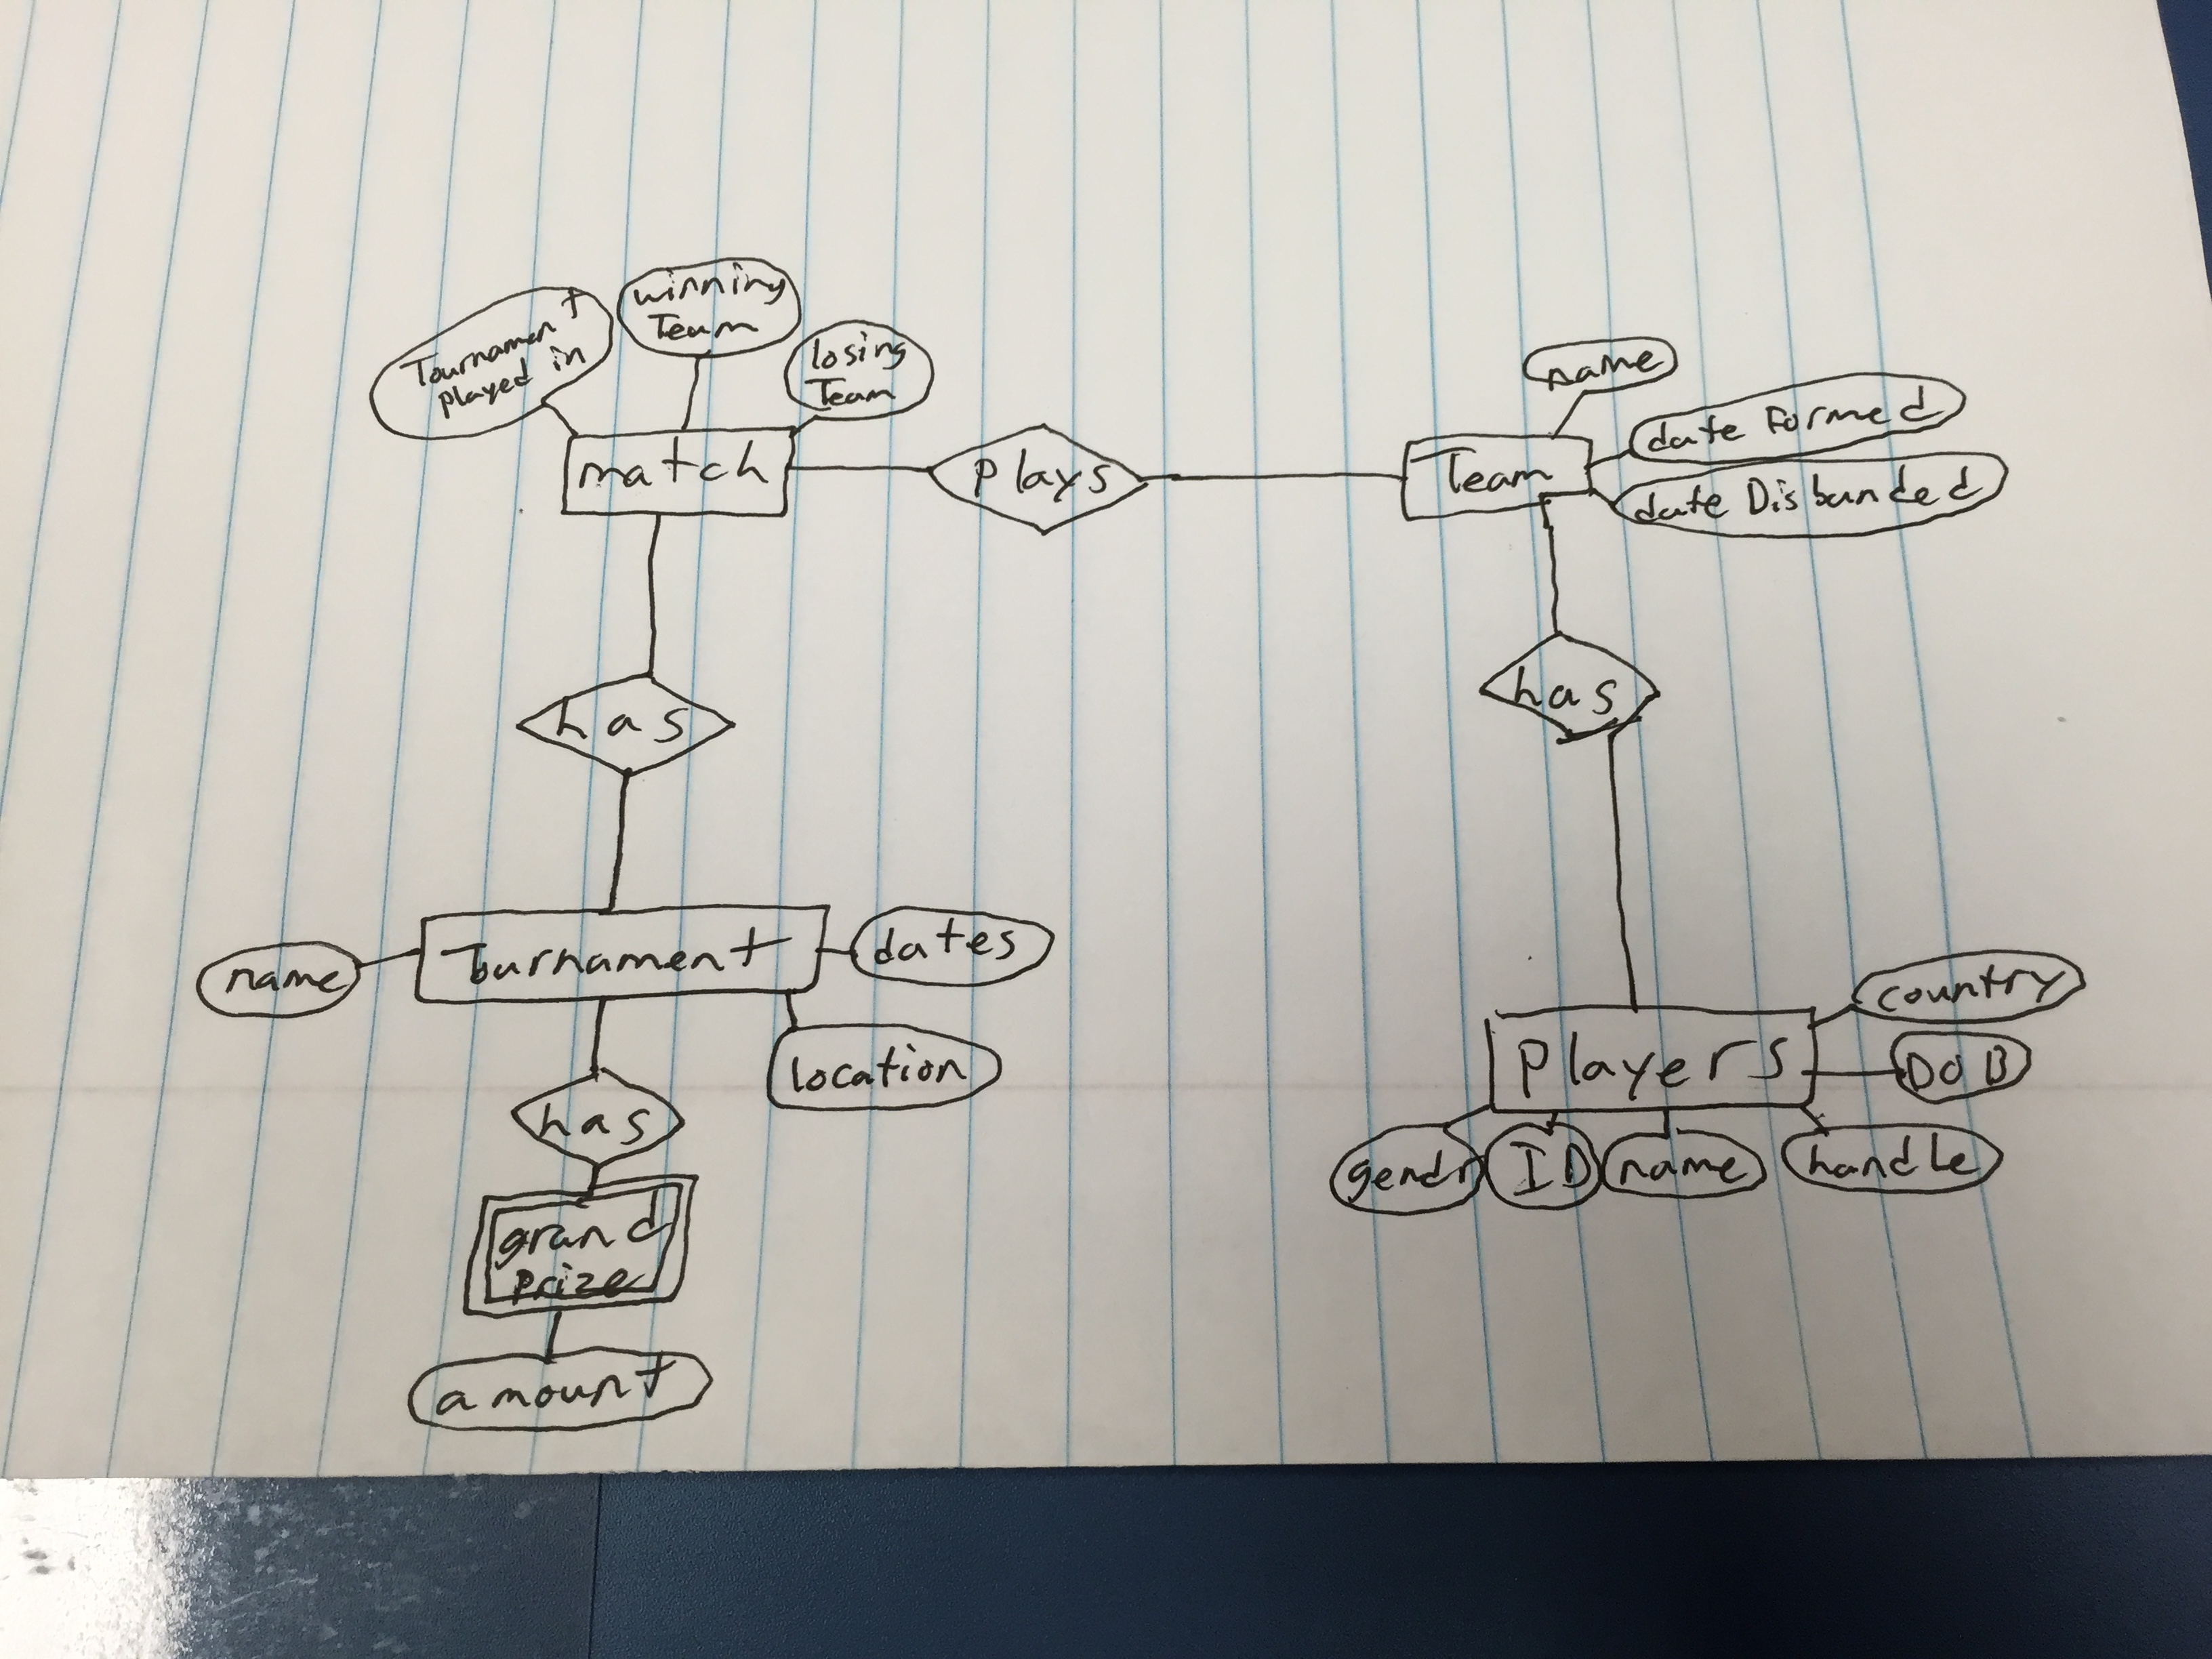 Tournament
played in
winning
Team
losing
Team
match
plays
name
Team
date Formed
date Disbanded
has
has
name
Tournament
dates
location
has
grand
prize
amount
players
country
DOB
gendr
ID
name
handle